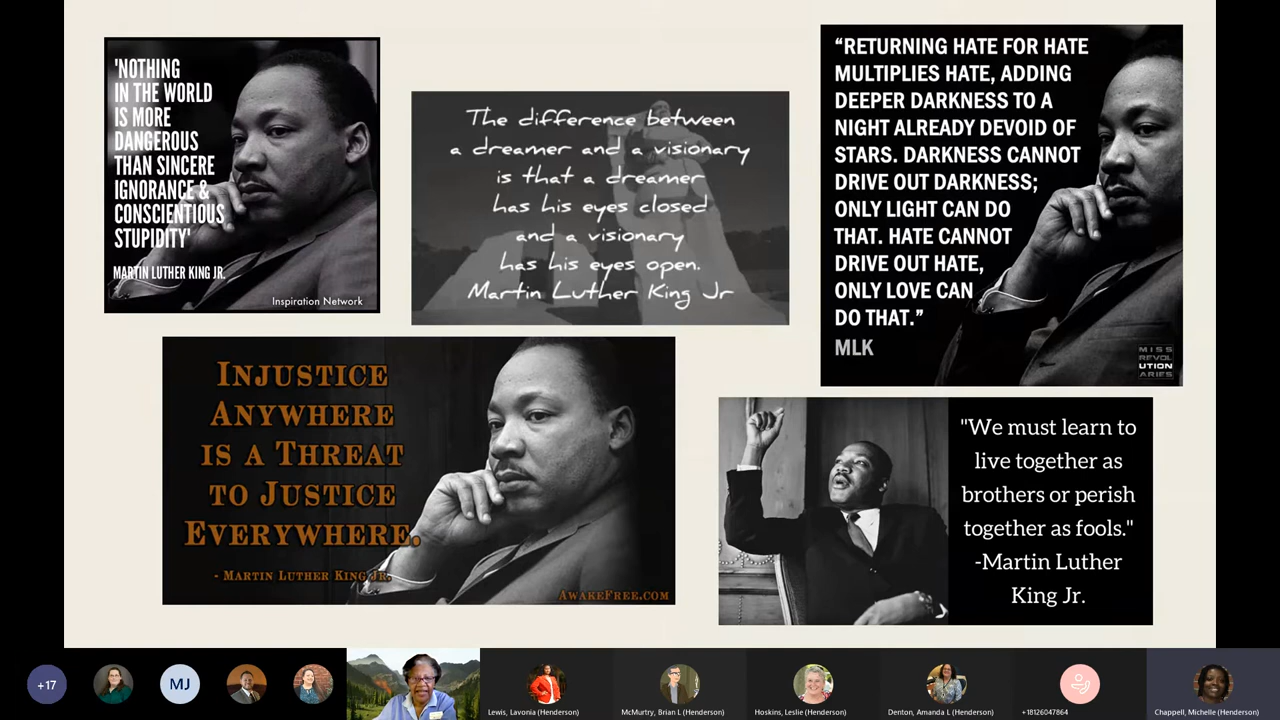 'NOTHING
IN THE WORLD
IS MORE
DANGEROUS
THAN SINCERE
IGNORANCE &
CONSCIENTIOUS
STUPIDITY'
MARTIN LUTHER KING JR.
Inspiration Network
The difference between
a dreamer and a visionary
is that a dreamer
has his eyes closed
and a visionary
has his eyes open.
Martin Luther King Jr
“RETURNING HATE FOR HATE
MULTIPLIES HATE, ADDING
DEEPER DARKNESS TO A
NIGHT ALREADY DEVOID OF
STARS. DARKNESS CANNOT
DRIVE OUT DARKNESS;
ONLY LIGHT CAN DO
THAT. HATE CANNOT
DRIVE OUT HATE,
ONLY LOVE CAN
DO THAT.”
MLK
MISS
REVOL
UTION
ARIES
INJUSTICE
ANYWHERE
IS A THREAT
TO JUSTICE
EVERYWHERE.
- MARTIN LUTHER KING JR.
AWAKEFREE.COM
"We must learn to
live together as
brothers or perish
together as fools."
-Martin Luther
King Jr.
+17
MJ
Lewis, Lavonia (Henderson)
McMurtry, Brian L (Henderson)
Hoskins, Leslie (Henderson)
Denton, Amanda L (Henderson)
+18126047864
Chappell, Michelle (Henderson)